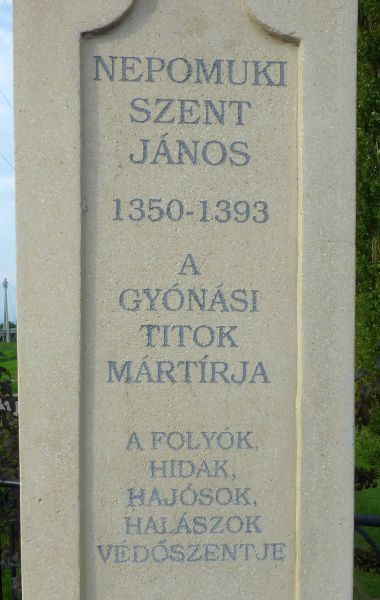 NEPOMUKI
SZENT
JÁNOS
1350-1393
A
GYÓNÁSI
TITOK
MÁRTÍRJA
A FOLYÓK,
HIDAK,
HAJÓSOK,
HALÁSZOK
VÉDŐSZENTJE